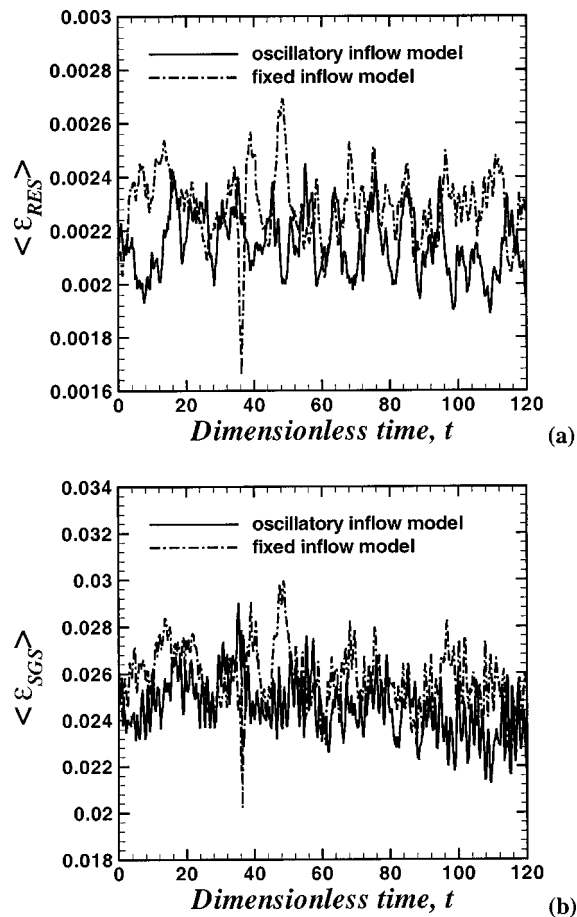 0.003
0.0028
0.0026
0.0024
0.0022
0.002
0.0018
0.0016
< ε_RES >
oscillatory inflow model
fixed inflow model
0 20 40 60 80 100 120
Dimensionless time, t
(a)
0.034
0.032
0.03
0.028
0.026
0.024
0.022
0.02
0.018
< ε_SGS >
oscillatory inflow model
fixed inflow model
0 20 40 60 80 100 120
Dimensionless time, t
(b)